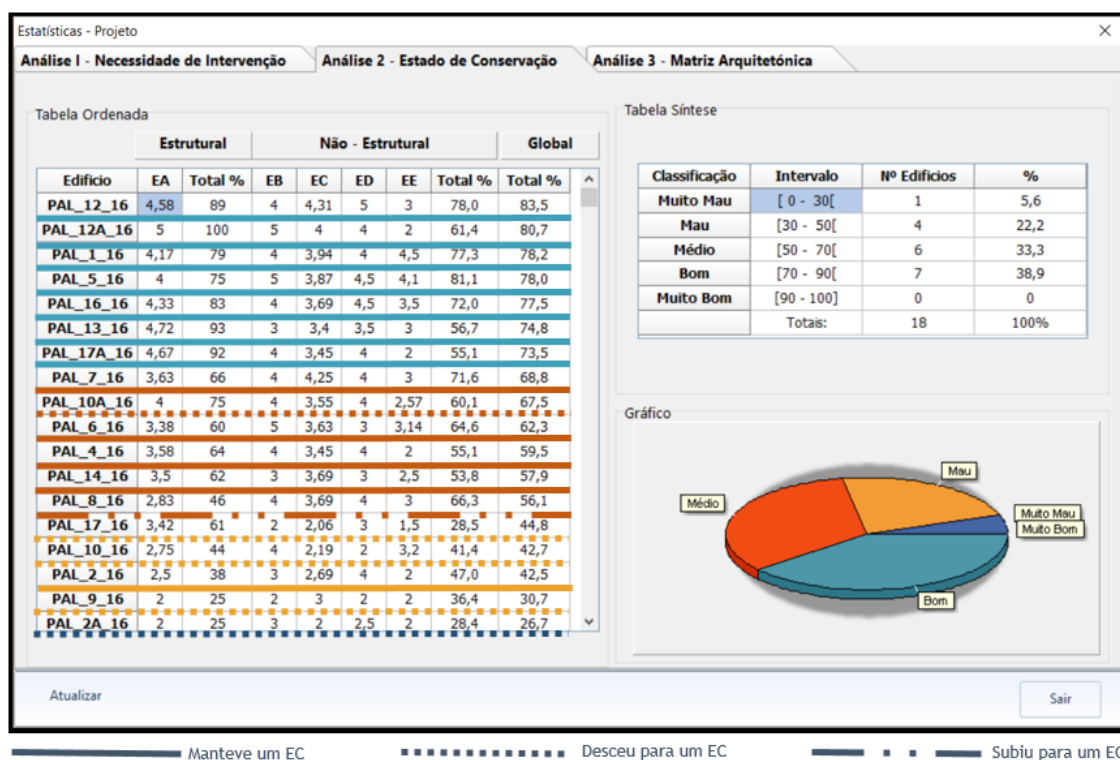 Estatísticas - Projeto
Análise I - Necessidade de Intervenção Análise 2 - Estado de Conservação Análise 3 - Matriz Arquitetónica
Tabela Ordenada
Estrutural Não - Estrutural Global
Edificio EA Total % EB EC ED EE Total % Total %
PAL_12_16 4,58 89 4 4,31 5 3 78,0 83,5
PAL_12A_16 5 100 5 4 4 2 61,4 80,7
PAL_1_16 4,17 79 4 3,94 4 4,5 77,3 78,2
PAL_5_16 4 75 5 3,87 4,5 4,1 81,1 78,0
PAL_16_16 4,33 83 4 3,69 4,5 3,5 72,0 77,5
PAL_13_16 4,72 93 3 3,4 3,5 3 56,7 74,8
PAL_17A_16 4,67 92 4 3,45 4 2 55,1 73,5
PAL_7_16 3,63 66 4 4,25 4 3 71,6 68,8
PAL_10A_16 4 75 4 3,55 4 2,57 60,1 67,5
PAL_6_16 3,38 60 5 3,63 3 3,14 64,6 62,3
PAL_4_16 3,58 64 4 3,45 4 2 55,1 59,5
PAL_14_16 3,5 62 3 3,69 3 2,5 53,8 57,9
PAL_8_16 2,83 46 4 3,69 4 3 66,3 56,1
PAL_17_16 3,42 61 2 2,06 3 1,5 28,5 44,8
PAL_10_16 2,75 44 4 2,19 2 3,2 41,4 42,7
PAL_2_16 2,5 38 3 2,69 4 2 47,0 42,5
PAL_9_16 2 25 2 3 2 2 36,4 30,7
PAL_2A_16 2 25 3 2 2,5 2 28,4 26,7
Tabela Síntese
Classificação Intervalo Nº Edificios %
Muito Mau [ 0 - 30[ 1 5,6
Mau [30 - 50[ 4 22,2
Médio [50 - 70[ 6 33,3
Bom [70 - 90[ 7 38,9
Muito Bom [90 - 100] 0 0
Totais: 18 100%
Gráfico
Mau
Médio
Muito Mau
Muito Bom
Bom
Atualizar Sair
Manteve um EC Desceu para um EC Subiu para um EC